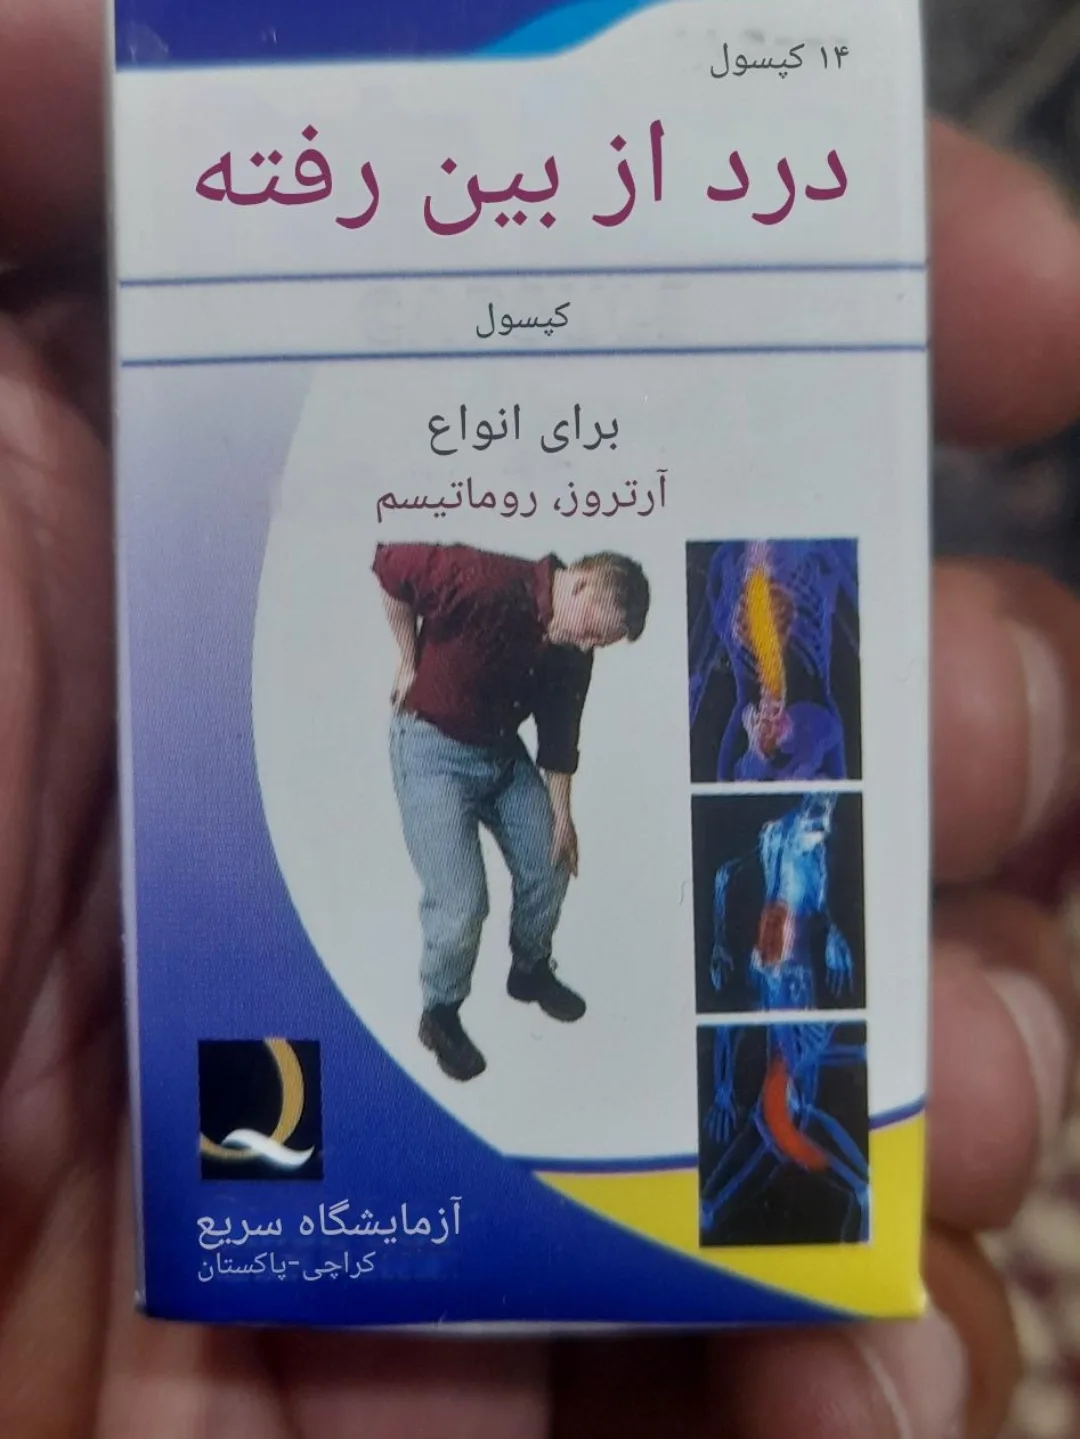 ۱۴ کپسول
درد از بین رفته
کپسول
برای انواع
آرتروز، روماتیسم
آزمایشگاه سریع
کراچی-پاکستان